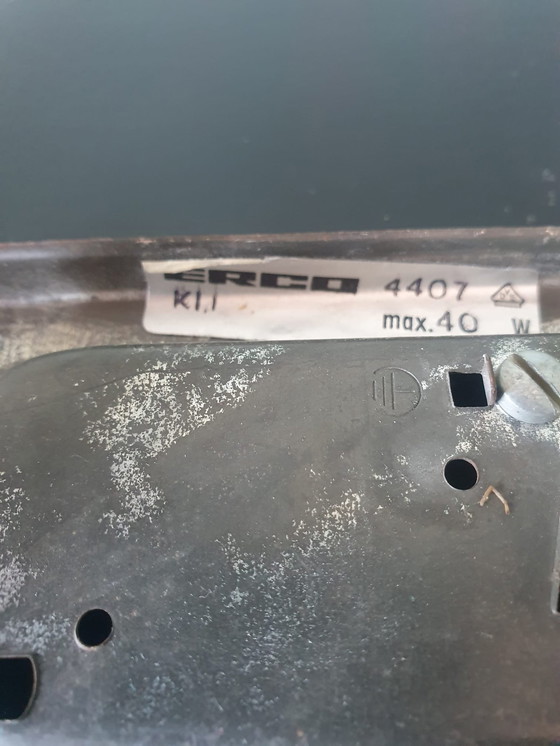 ERCO 4407
Kl, I
max. 40 W